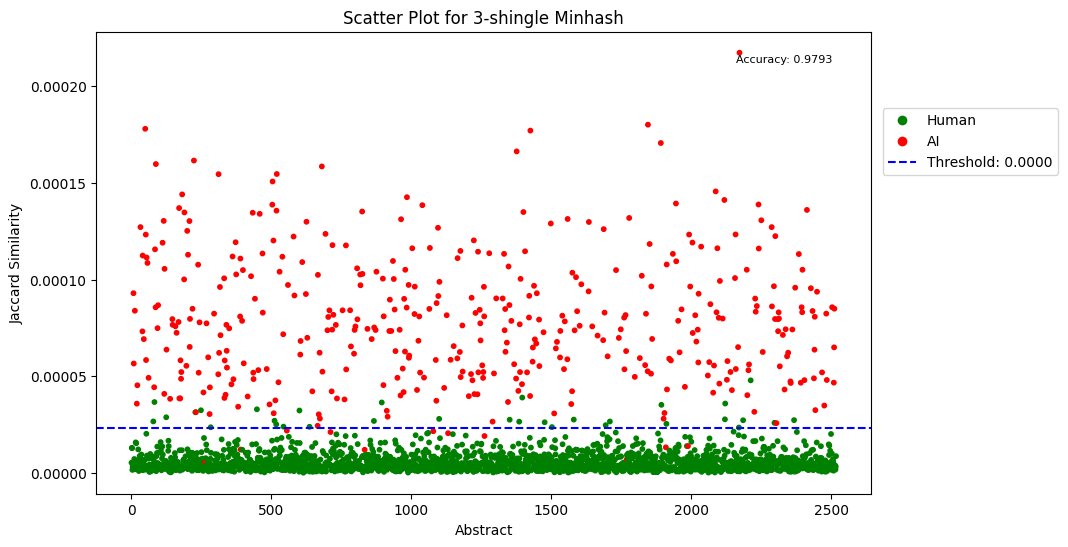 Scatter Plot for 3-shingle Minhash
Accuracy: 0.9793
Human
AI
Threshold: 0.0000
Jaccard Similarity
0.00020
0.00015
0.00010
0.00005
0.00000
0
500
1000
1500
2000
2500
Abstract